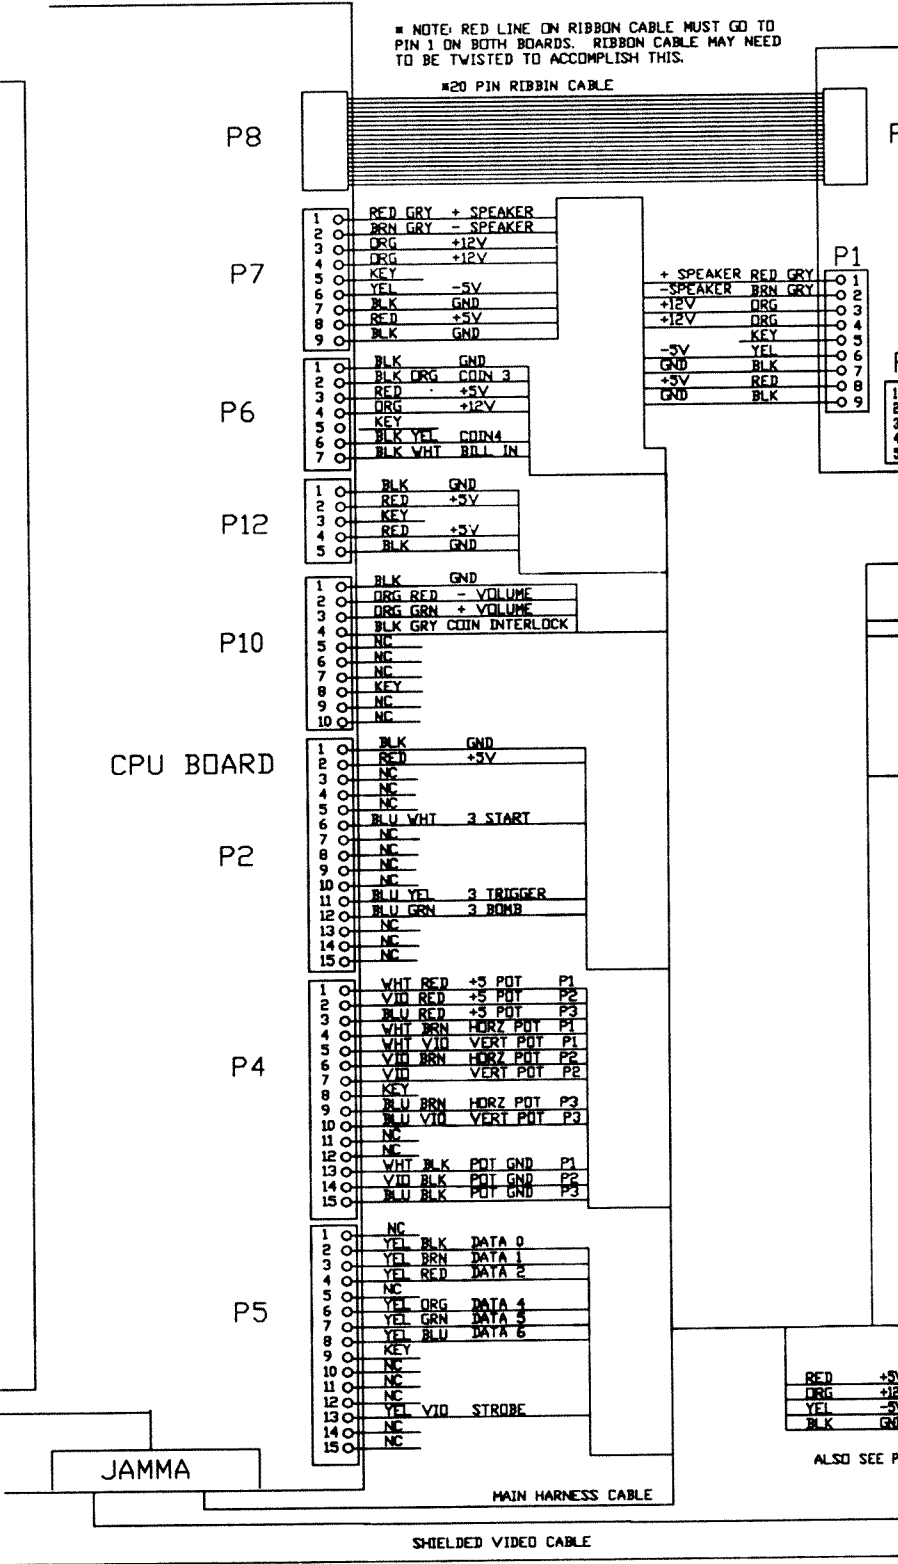 * NOTE: RED LINE ON RIBBON CABLE MUST GO TO
PIN 1 ON BOTH BOARDS. RIBBON CABLE MAY NEED
TO BE TWISTED TO ACCOMPLISH THIS.
*20 PIN RIBBIN CABLE
P8
P7
1 RED GRY + SPEAKER
2 BRN GRY - SPEAKER
3 ORG +12V
4 ORG +12V
5 KEY
6 YEL -5V
7 BLK GND
8 RED +5V
9 BLK GND
P1
+ SPEAKER RED GRY 1
-SPEAKER BRN GRY 2
+12V ORG 3
+12V ORG 4
KEY 5
-5V YEL 6
GND BLK 7
+5V RED 8
GND BLK 9
P6
1 BLK GND
2 BLK ORG COIN 3
3 RED +5V
4 ORG +12V
5 KEY
6 BLK YEL COIN4
7 BLK WHT BILL IN
P12
1 BLK GND
2 RED +5V
3 KEY
4 RED +5V
5 BLK GND
P10
1 BLK GND
2 ORG RED - VOLUME
3 ORG GRN + VOLUME
4 BLK GRY COIN INTERLOCK
5 NC
6 NC
7 NC
8 KEY
9 NC
10 NC
CPU BOARD
P2
1 BLK GND
2 RED +5V
3 NC
4 NC
5 NC
6 BLU WHT 3 START
7 NC
8 NC
9 NC
10 NC
11 BLU YEL 3 TRIGGER
12 BLU GRN 3 BOMB
13 NC
14 NC
15 NC
P4
1 WHT RED +5 POT P1
2 VIO RED +5 POT P2
3 BLU RED +5 POT P3
4 WHT BRN HORZ POT P1
5 WHT VIO VERT POT P1
6 VIO BRN HORZ POT P2
7 VIO VERT POT P2
8 KEY
9 BLU BRN HORZ POT P3
10 BLU VIO VERT POT P3
11 NC
12 NC
13 WHT BLK POT GND P1
14 VIO BLK POT GND P2
15 BLU BLK POT GND P3
P5
1 NC
2 YEL BLK DATA 0
3 YEL BRN DATA 1
4 YEL RED DATA 2
5 NC
6 YEL ORG DATA 4
7 YEL GRN DATA 5
8 YEL BLU DATA 6
9 KEY
10 NC
11 NC
12 NC
13 YEL VIO STROBE
14 NC
15 NC
RED +5V
ORG +12
YEL -5V
BLK GND
ALSO SEE P
JAMMA
MAIN HARNESS CABLE
SHIELDED VIDEO CABLE